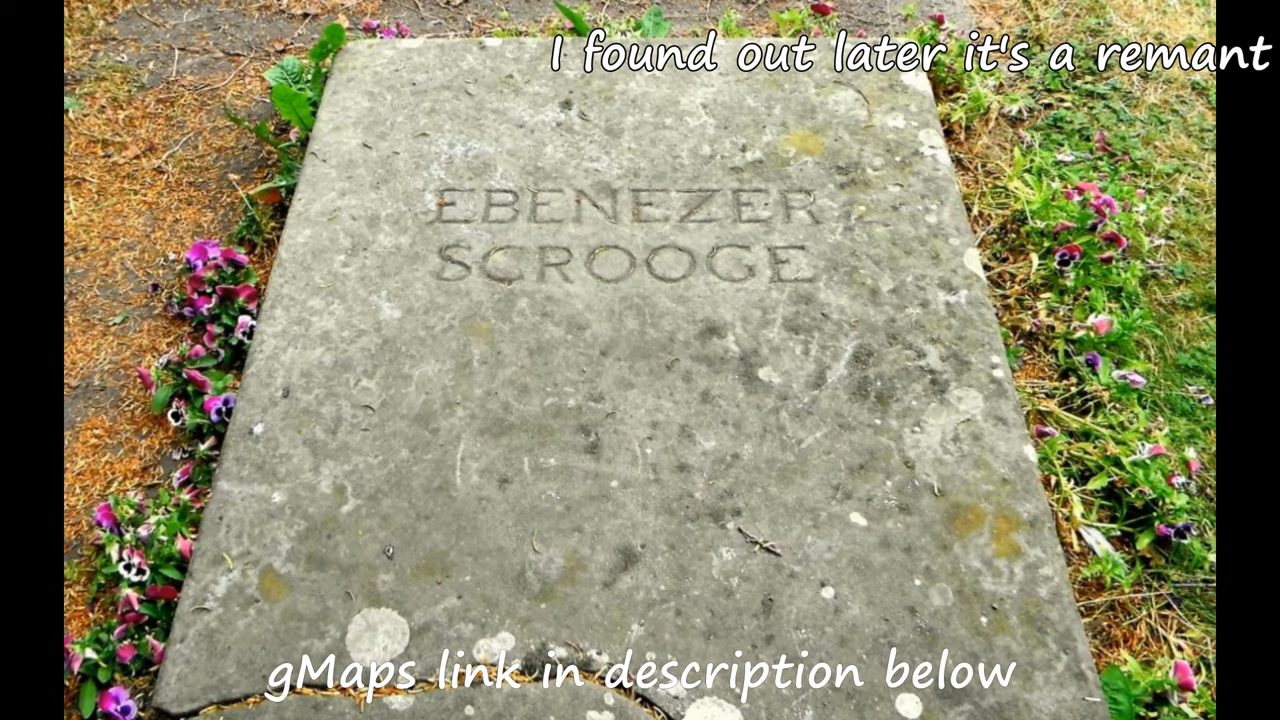 I found out later it's a remant
EBENEZER
SCROOGE
gMaps link in description below